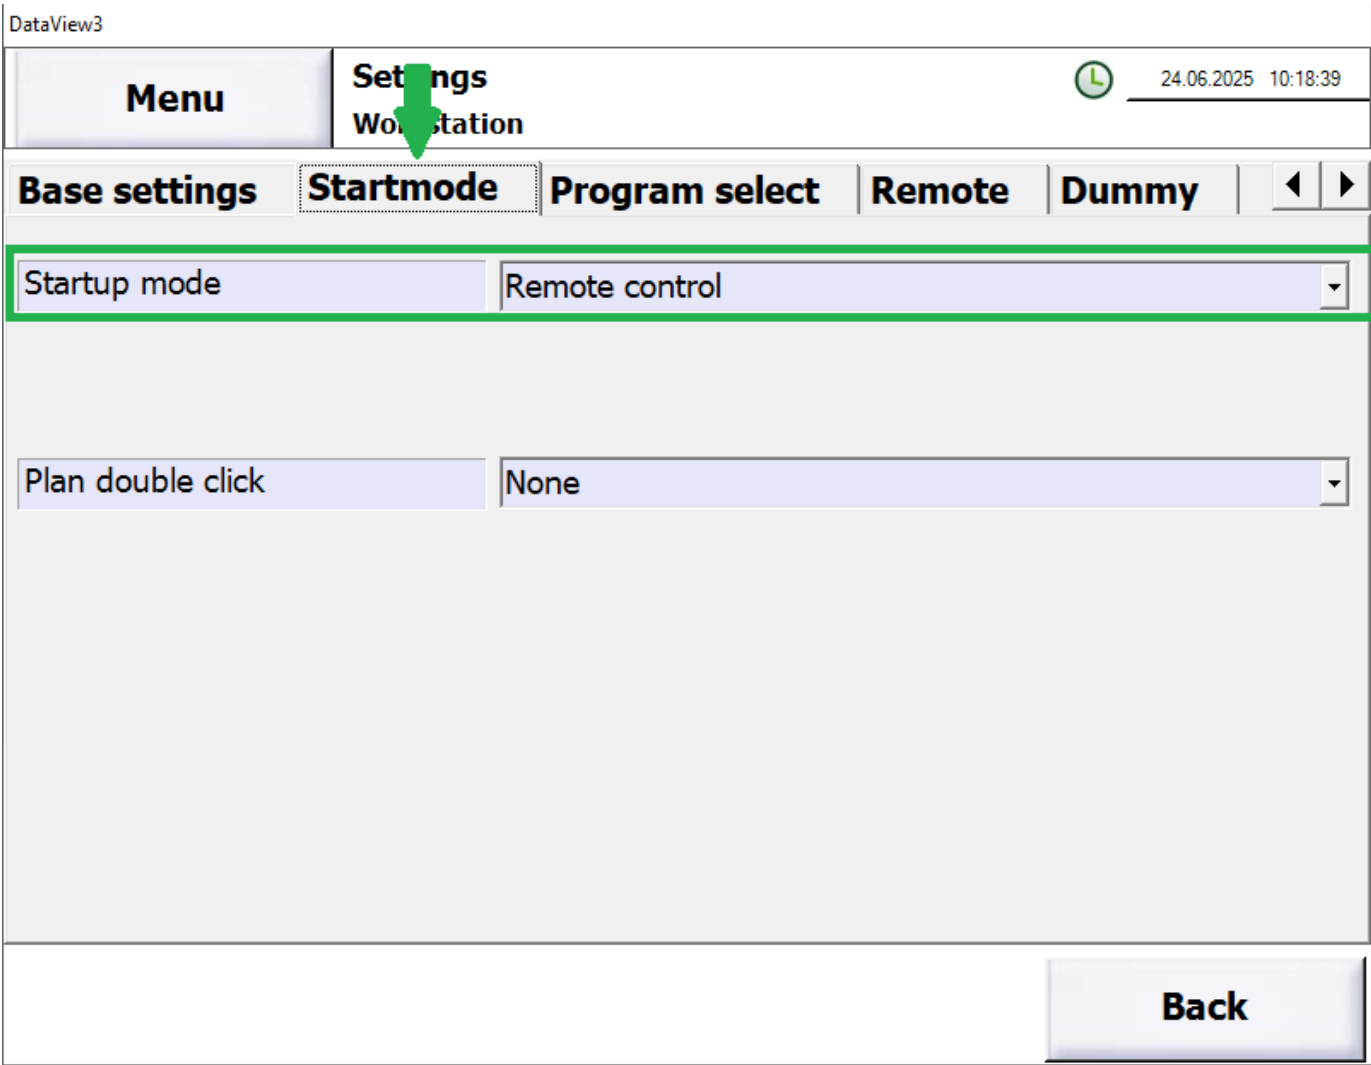 DataView3
Menu
Settings
Workstation
24.06.2025 10:18:39
Base settings Startmode Program select Remote Dummy
Startup mode Remote control
Plan double click None
Back